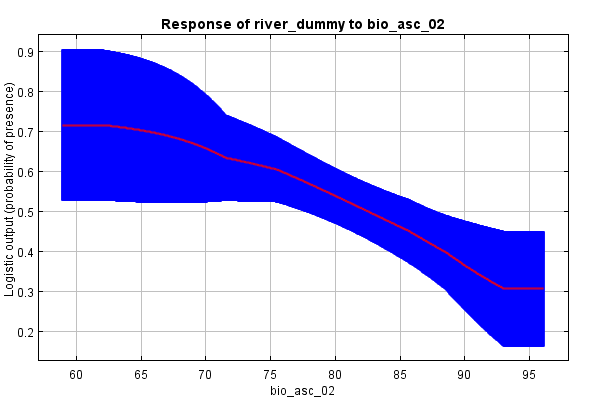 Response of river_dummy to bio_asc_02
Logistic output (probability of presence)
0.9
0.8
0.7
0.6
0.5
0.4
0.3
0.2
60 65 70 75 80 85 90 95
bio_asc_02